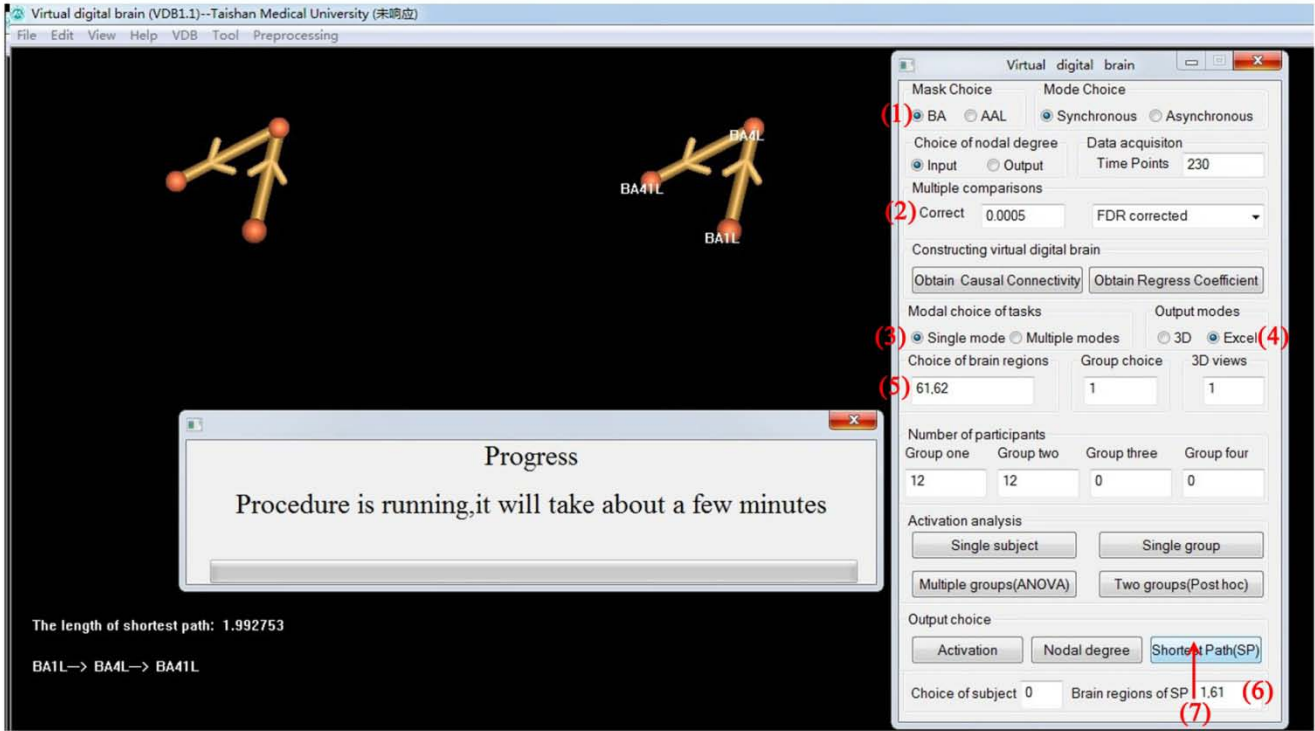 Virtual digital brain (VDB1.1)--Taishan Medical University (未响应)
File Edit View Help VDB Tool Preprocessing
BA4L
BA41L
BA1L
Progress
Procedure is running,it will take about a few minutes
The length of shortest path: 1.992753
BA1L—> BA4L—> BA41L
Virtual digital brain
Mask Choice Mode Choice
(1) BA AAL Synchronous Asynchronous
Choice of nodal degree Data acquisiton
Input Output Time Points 230
Multiple comparisons
(2) Correct 0.0005 FDR corrected
Constructing virtual digital brain
Obtain Causal Connectivity Obtain Regress Coefficient
Modal choice of tasks Output modes
(3) Single mode Multiple modes 3D Excel (4)
Choice of brain regions Group choice 3D views
(5) 61,62 1 1
Number of participants
Group one Group two Group three Group four
12 12 0 0
Activation analysis
Single subject Single group
Multiple groups(ANOVA) Two groups(Post hoc)
Output choice
Activation Nodal degree Shortest Path(SP)
Choice of subject 0 Brain regions of SP 1,61 (6)
(7)